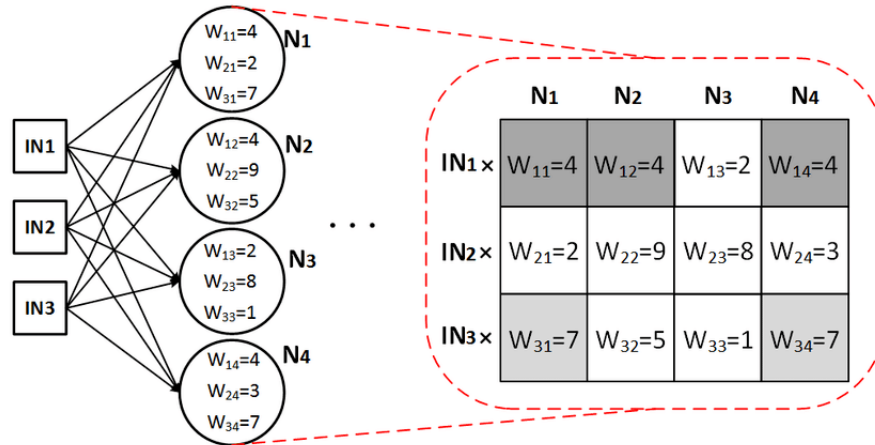 IN1
IN2
IN3
W₁₁=4
W₂₁=2
W₃₁=7
N1
W₁₂=4
W₂₂=9
W₃₂=5
N2
W₁₃=2
W₂₃=8
W₃₃=1
N3
W₁₄=4
W₂₄=3
W₃₄=7
N4
. . .
N1 N2 N3 N4
IN1× W₁₁=4 W₁₂=4 W₁₃=2 W₁₄=4
IN2× W₂₁=2 W₂₂=9 W₂₃=8 W₂₄=3
IN3× W₃₁=7 W₃₂=5 W₃₃=1 W₃₄=7